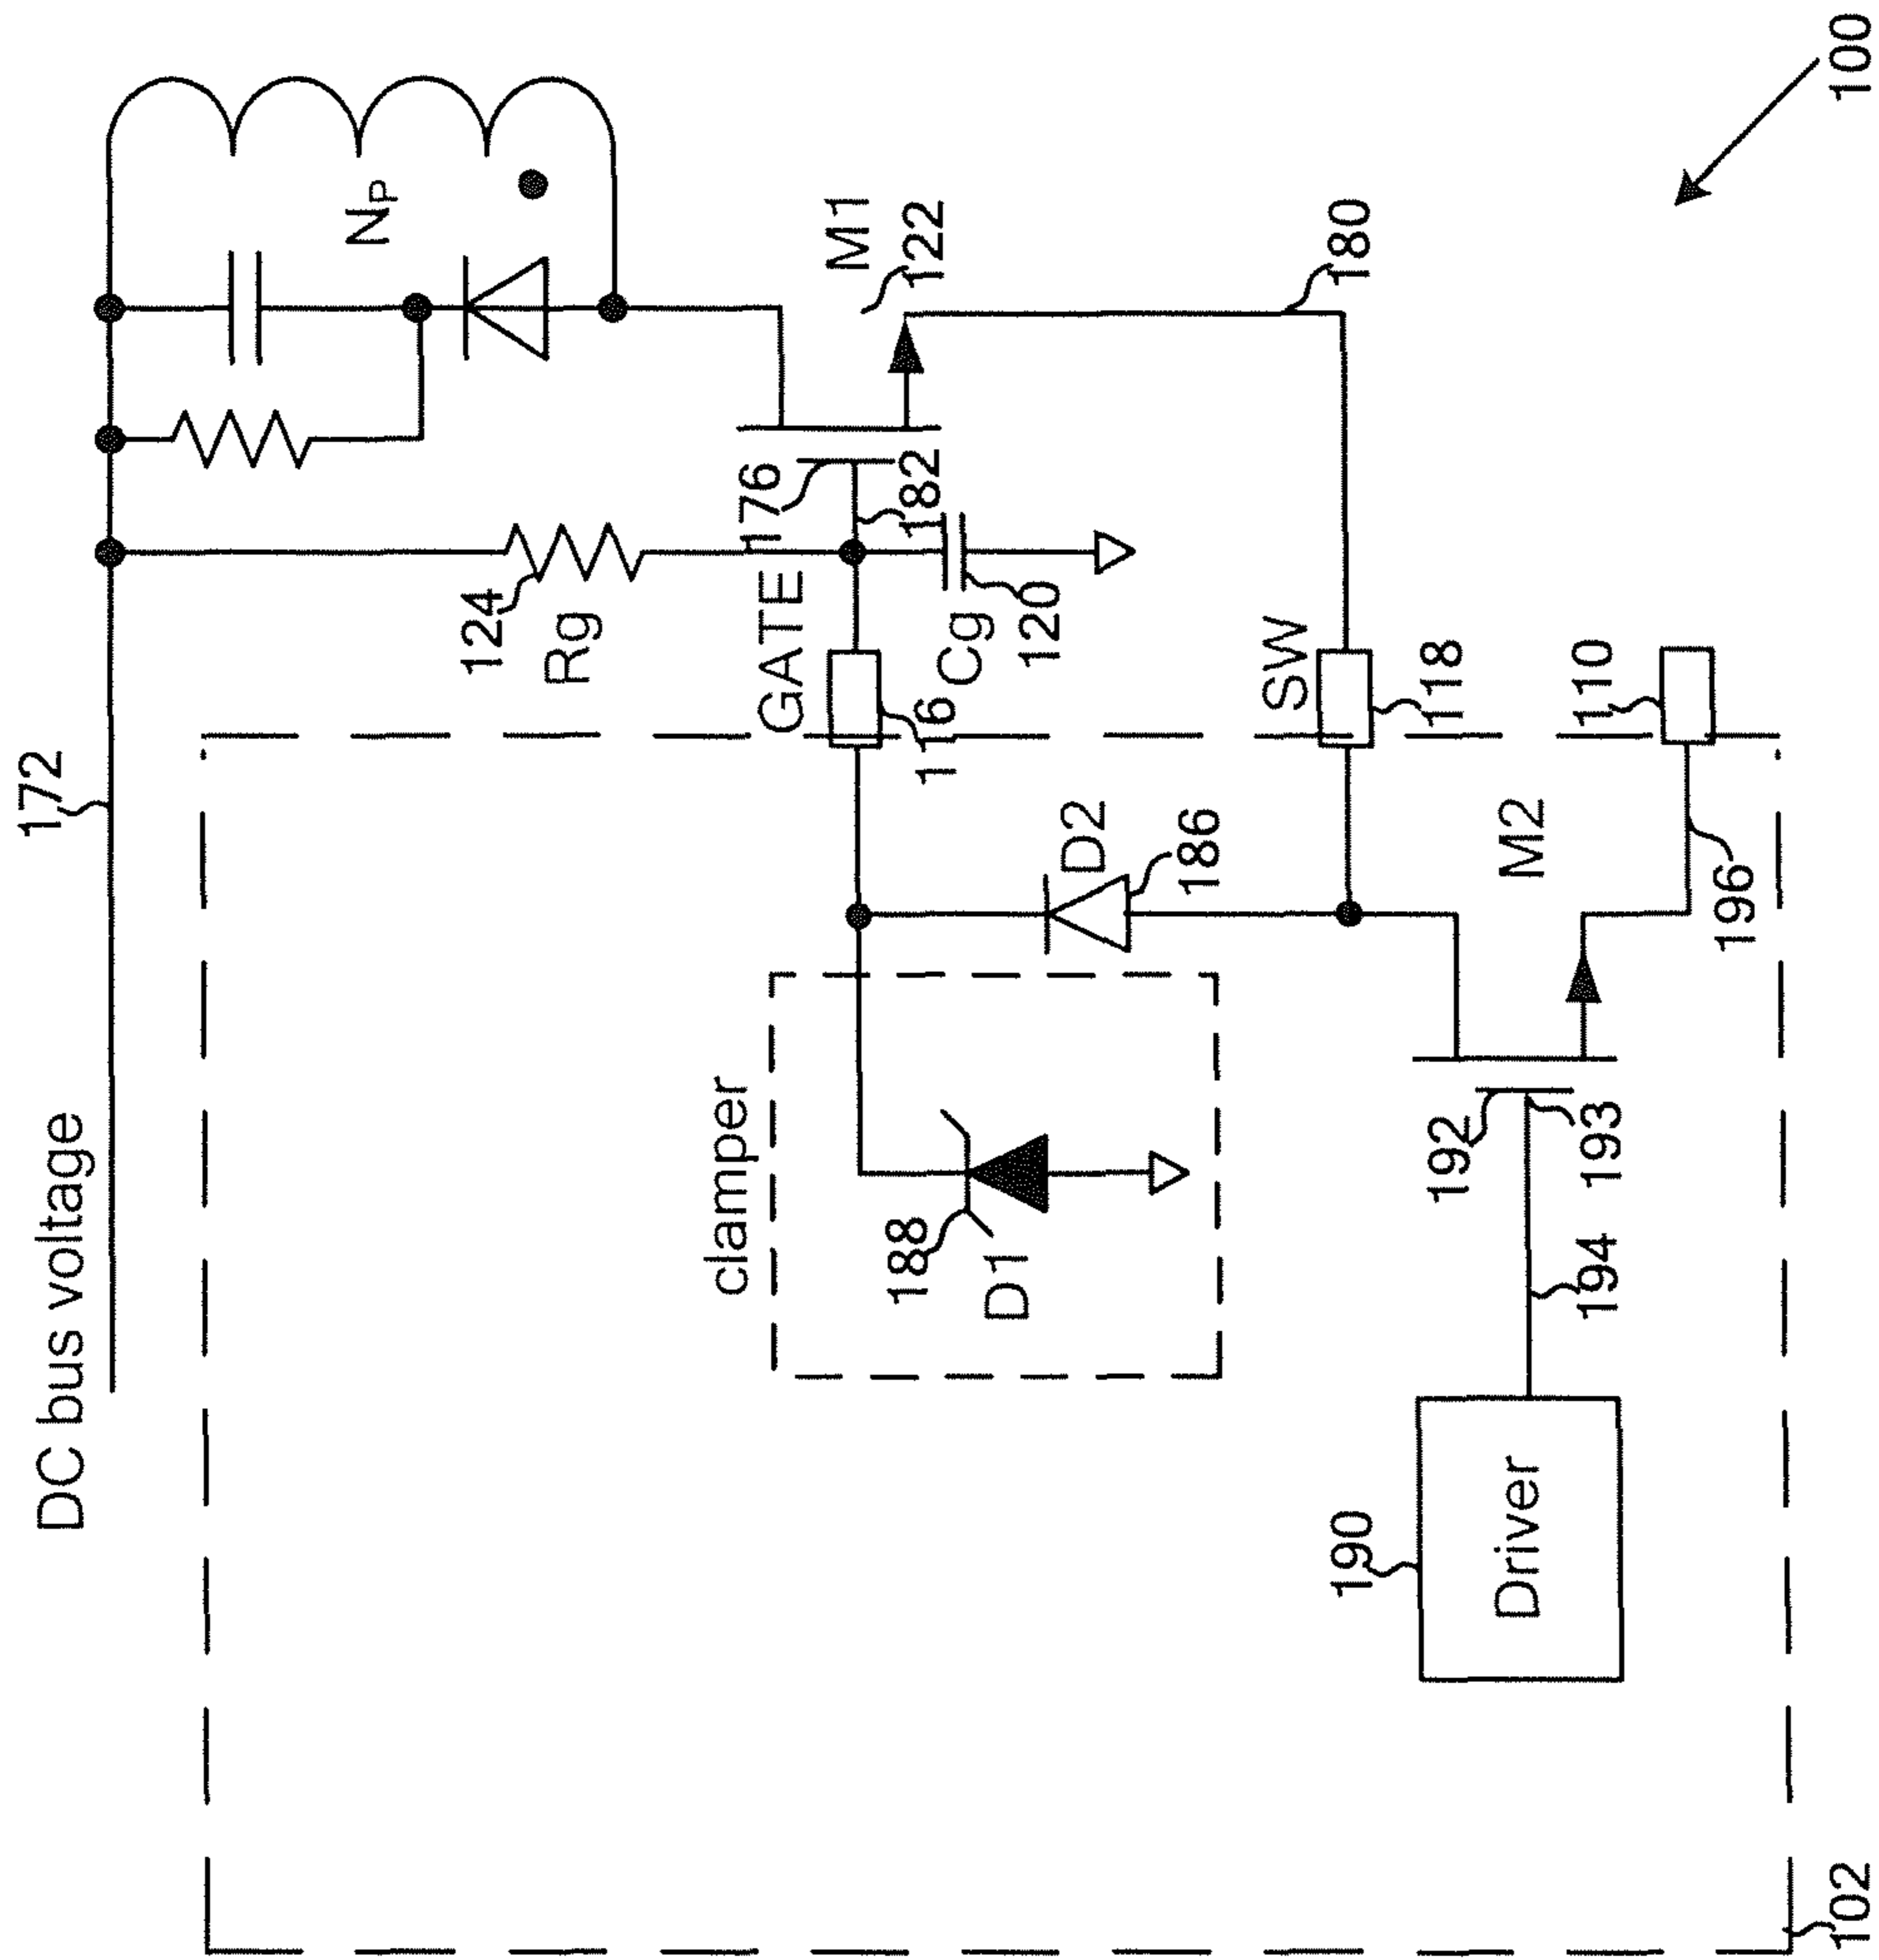 DC bus voltage
172
N_P
124
Rg
GATE
176
M1
122
182
116
Cg
120
clamper
188
D1
D2
186
SW
118
180
190
Driver
194
192
193
M2
110
196
102
100